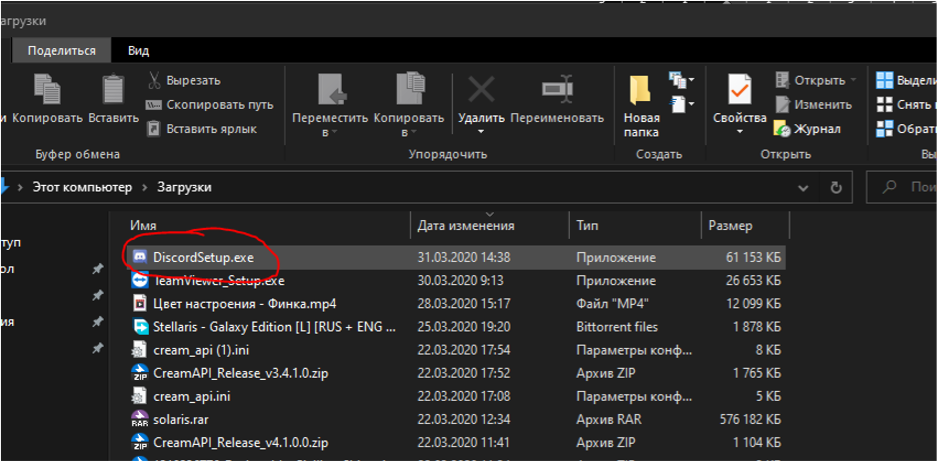 агрузки
Поделиться Вид
Копировать Вставить Вырезать Скопировать путь Вставить ярлык
Буфер обмена
Переместить в Копировать в Удалить Переименовать
Упорядочить
Новая папка
Создать
Свойства Открыть Изменить Журнал
Открыть
Выдели
Снять
Обрат
Вы
Этот компьютер > Загрузки
Пои
туп
ол
ия
Имя Дата изменения Тип Размер
DiscordSetup.exe 31.03.2020 14:38 Приложение 61 153 КБ
TeamViewer_Setup.exe 30.03.2020 9:13 Приложение 26 653 КБ
Цвет настроения - Финка.mp4 28.03.2020 15:17 Файл "MP4" 12 099 КБ
Stellaris - Galaxy Edition [L] [RUS + ENG ... 25.03.2020 19:20 Bittorrent files 1 878 КБ
cream_api (1).ini 22.03.2020 17:54 Параметры конф... 8 КБ
ZIP CreamAPI_Release_v3.4.1.0.zip 22.03.2020 17:52 Архив ZIP 1 765 КБ
cream_api.ini 22.03.2020 17:08 Параметры конф... 5 КБ
RAR solaris.rar 22.03.2020 12:34 Архив RAR 576 182 КБ
ZIP CreamAPI_Release_v4.1.0.0.zip 22.03.2020 11:41 Архив ZIP 1 104 КБ